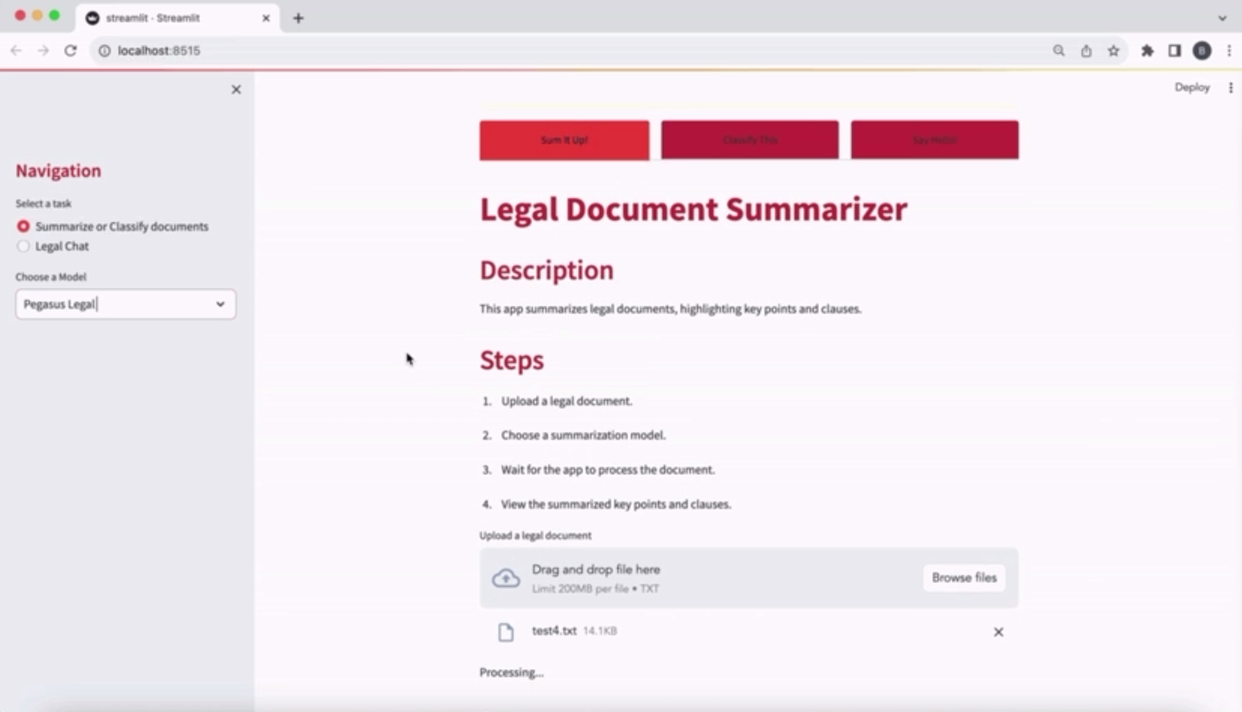 streamlit · Streamlit
localhost:8515
Deploy
Navigation
Select a task
Summarize or Classify documents
Legal Chat
Choose a Model
Pegasus Legal
Sum It Up!
Classify This
Say Hello!
Legal Document Summarizer
Description
This app summarizes legal documents, highlighting key points and clauses.
Steps
1. Upload a legal document.
2. Choose a summarization model.
3. Wait for the app to process the document.
4. View the summarized key points and clauses.
Upload a legal document
Drag and drop file here
Limit 200MB per file • TXT
Browse files
test4.txt 14.1KB
Processing...